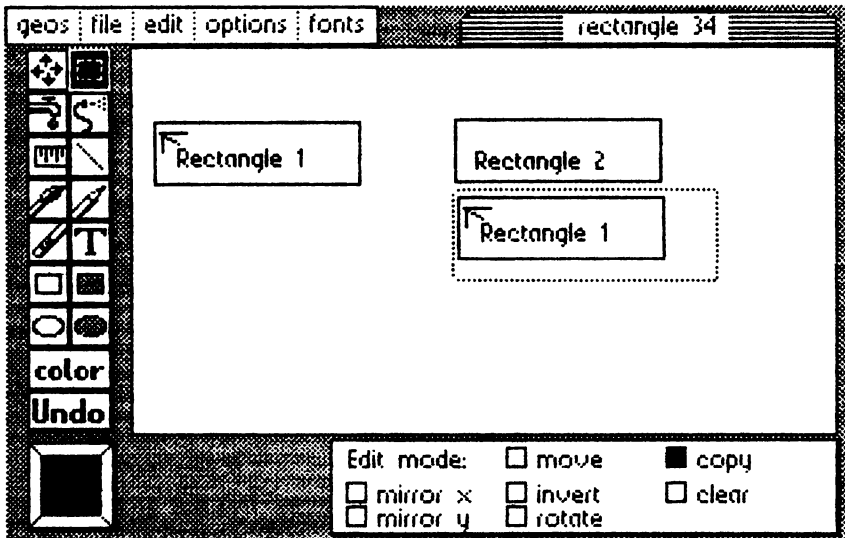 geos file edit options fonts
rectangle 34
Rectangle 1
Rectangle 2
Rectangle 1
T
color
Undo
Edit mode: move copy
mirror x invert clear
mirror y rotate